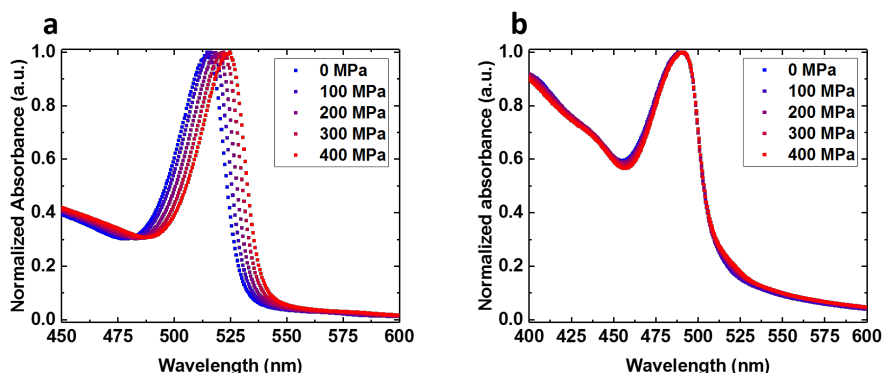 a
Normalized Absorbance (a.u.)
1.0
0.8
0.6
0.4
0.2
0.0
0 MPa
100 MPa
200 MPa
300 MPa
400 MPa
450 475 500 525 550 575 600
Wavelength (nm)
b
Normalized absorbance (a.u.)
1.0
0.8
0.6
0.4
0.2
0.0
0 MPa
100 MPa
200 MPa
300 MPa
400 MPa
400 425 450 475 500 525 550 575 600
Wavelength (nm)